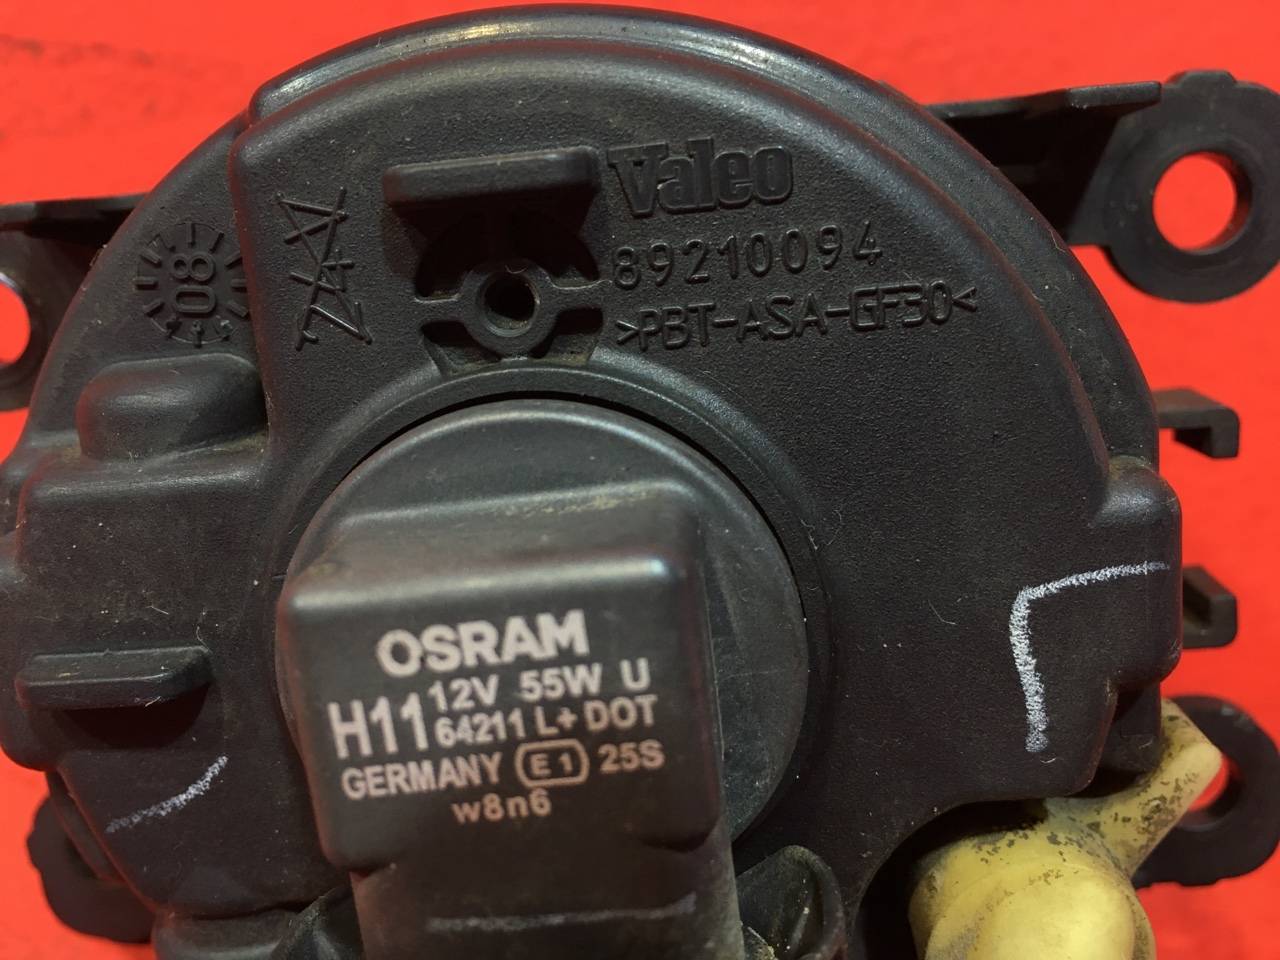 Valeo
89210094
>PBT-ASA-GF30<
08
OSRAM
H11 12V 55W U
64211 L+ DOT
GERMANY E1 25S
w8n6